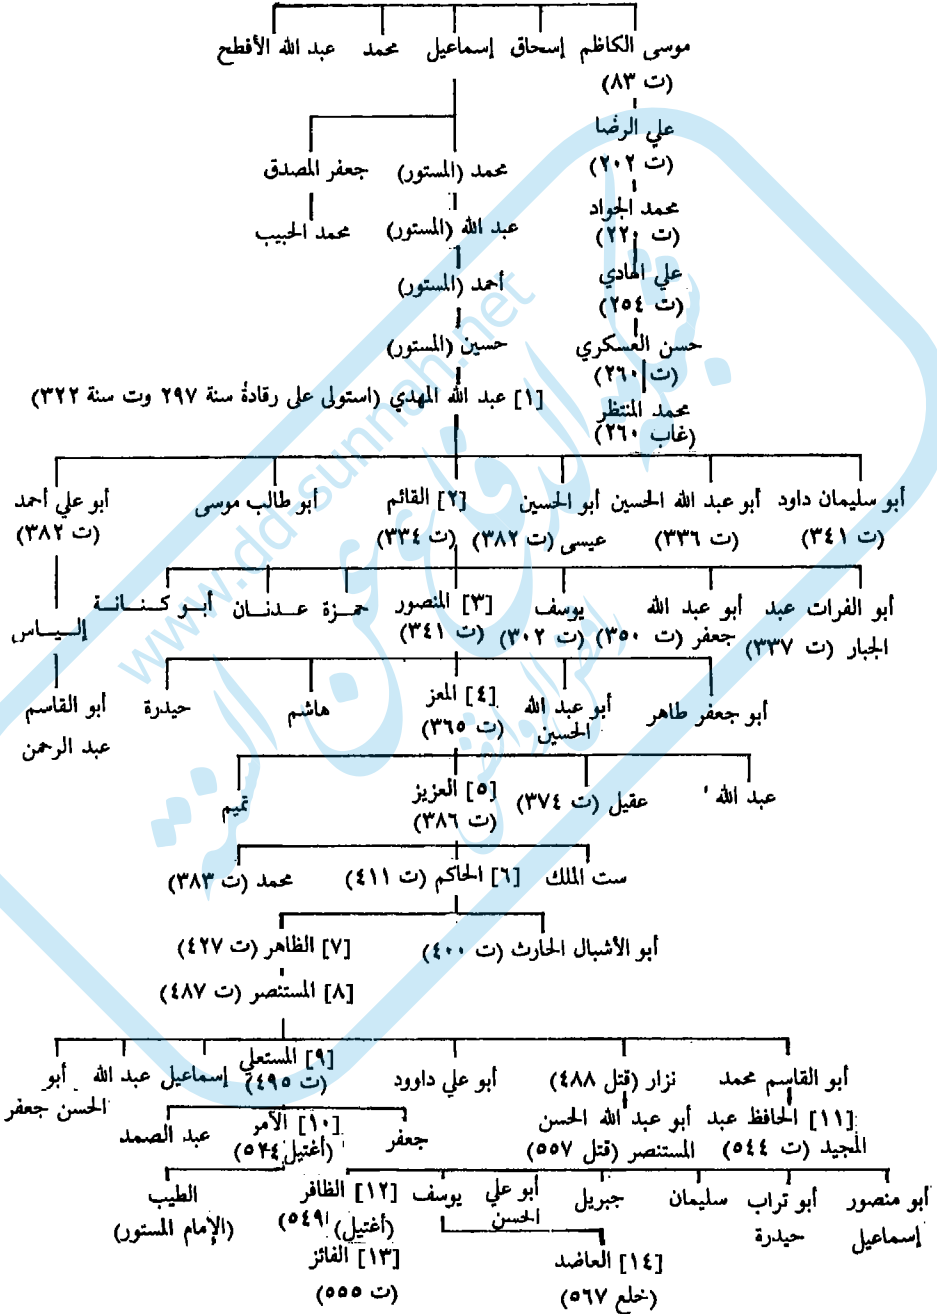 موسى الكاظم إسحاق إسماعيل محمد عبد الله الأفطح
(ت ٨٣)
علي الرضا
(ت ٢٠٢)
محمد (المستور) جعفر المصدق
محمد الجواد
(ت ٢٢٠)
عبد الله (المستور) محمد الحبيب
علي الهادي
(ت ٢٥٤)
أحمد (المستور)
حسن العسكري
(ت ٢٦٠)
حسين (المستور)
محمد المنتظر
(غاب ٢٦٠)
[١] عبد الله المهدي (استولى على رقادة سنة ٢٩٧ وت سنة ٣٢٢)
أبو سليمان داود أبو عبد الله الحسين أبو الحسين [٢] القائم أبو طالب موسى أبو علي أحمد
(ت ٣٤١) (ت ٣٣٦) عيسى (ت ٣٨٢) (ت ٣٣٤) (ت ٣٨٢)
أبو الفرات عبد أبو عبد الله يوسف [٣] المنصور حمزة عدنان أبو كنانة إلياس
الجبار (ت ٣٣٧) جعفر (ت ٣٥٠) (ت ٣٠٢) (ت ٣٤١)
أبو جعفر طاهر أبو عبد الله [٤] المعز هاشم حيدرة أبو القاسم
الحسين (ت ٣٦٥) عبد الرحمن
عبد الله عقيل (ت ٣٧٤) [٥] العزيز تميم
(ت ٣٨٦)
ست الملك [٦] الحاكم (ت ٤١١) محمد (ت ٣٨٣)
أبو الأشبال الحارث (ت ٤٠٠) [٧] الظاهر (ت ٤٢٧)
[٨] المستنصر (ت ٤٨٧)
أبو القاسم محمد نزار (قتل ٤٨٨) أبو علي داوود [٩] المستعلي إسماعيل عبد الله أبو
(ت ٤٩٥) الحسن جعفر
[١١] الحافظ عبد أبو عبد الله الحسن جعفر [١٠] الآمر عبد الصمد
المجيد (ت ٥٤٤) المستنصر (قتل ٥٥٧) (أغتيل ٥٢٤)
أبو منصور أبو تراب سليمان جبريل أبو علي يوسف [١٢] الظافر الطيب
إسماعيل حيدرة الحسن (أغتيل) ٥٤٩) (الإمام المستور)
[١٤] العاضد [١٣] الفائز
(خلع ٥٦٧) (ت ٥٥٥)
www.dd-sunnah.net
شبكة الدفاع عن السنة